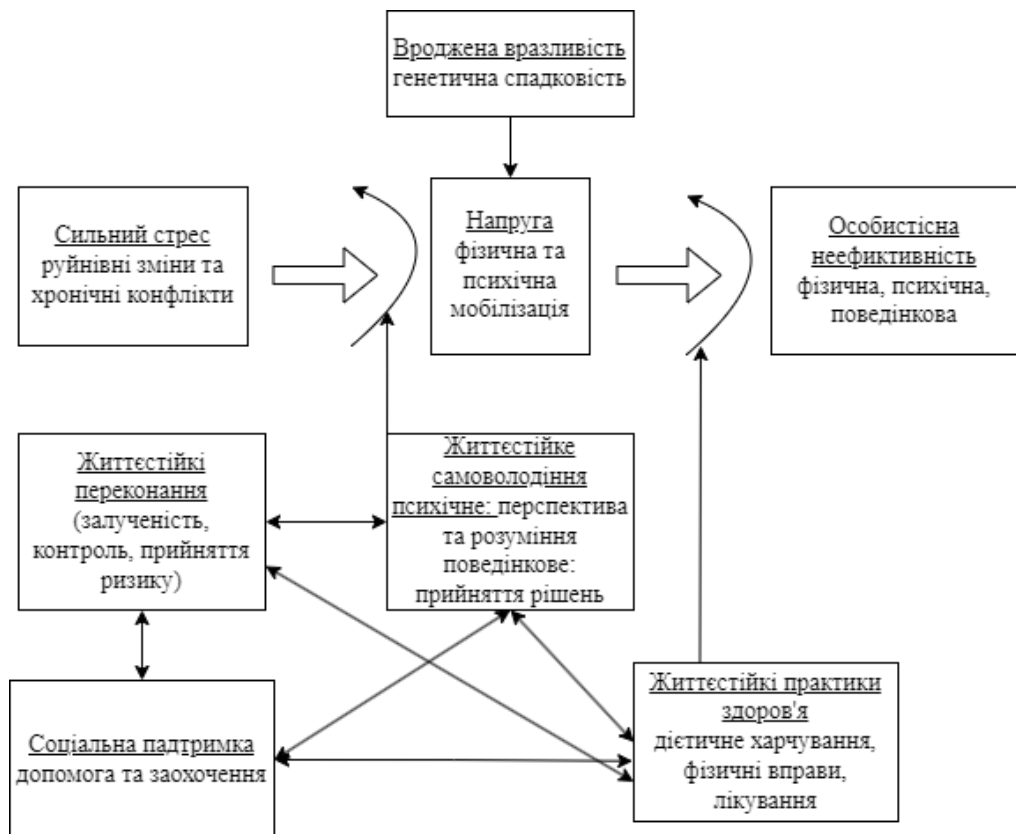 Вроджена вразливість
генетична спадковість
Сильний стрес
руйнівні зміни та
хронічні конфлікти
Напруга
фізична та
психічна
мобілізація
Особистісна
неефиктивність
фізична, психічна,
поведінкова
Життєстійкі
переконання
(залученість,
контроль, прийняття
ризику)
Життєстійке
самоволодіння
психічне: перспектива
та розуміння
поведінкове:
прийняття рішень
Соціальна падтримка
допомога та заохочення
Життєстійкі практики
здоров'я
дієтичне харчування,
фізичні вправи,
лікування